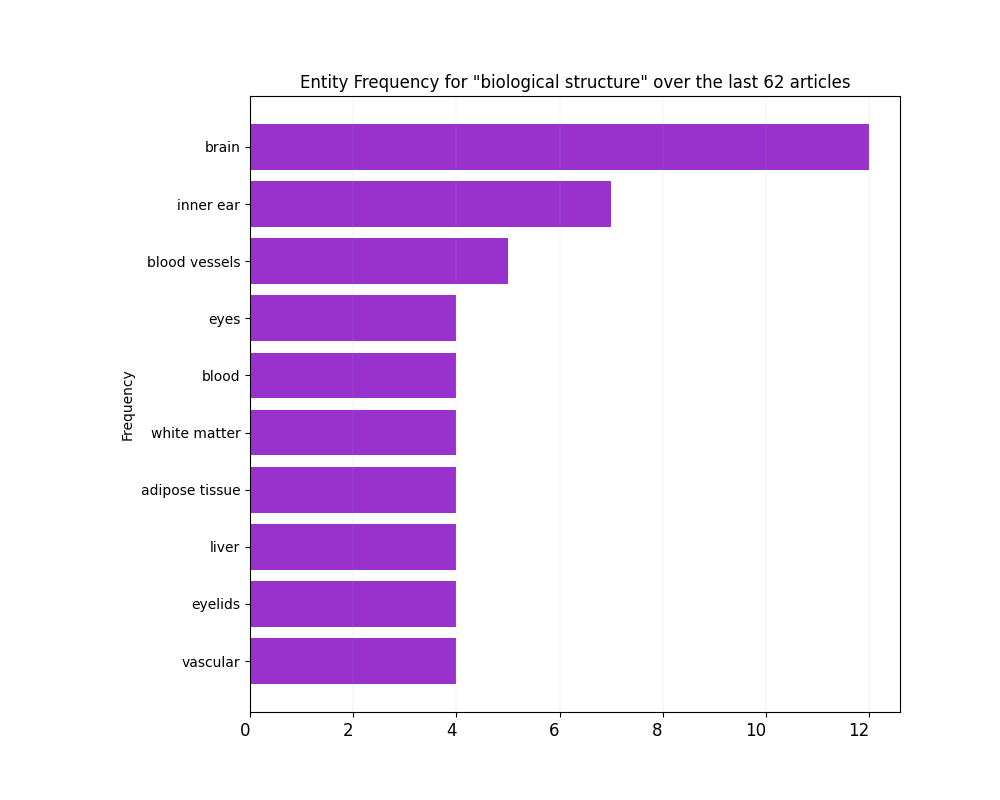 Entity Frequency for "biological structure" over the last 62 articles
brain
inner ear
blood vessels
eyes
blood
white matter
adipose tissue
liver
eyelids
vascular
Frequency
0 2 4 6 8 10 12